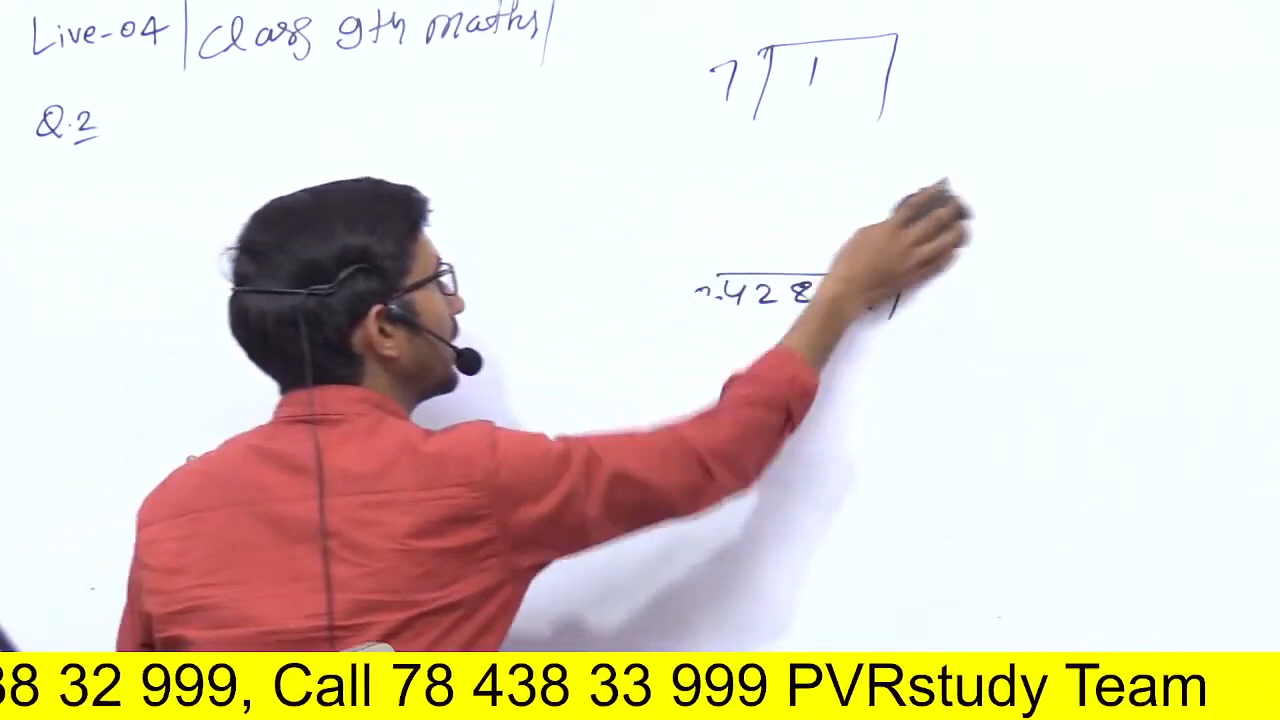 Live-04 | Class 9th maths |
Q.2
7 1
.428
38 32 999, Call 78 438 33 999 PVRstudy Team